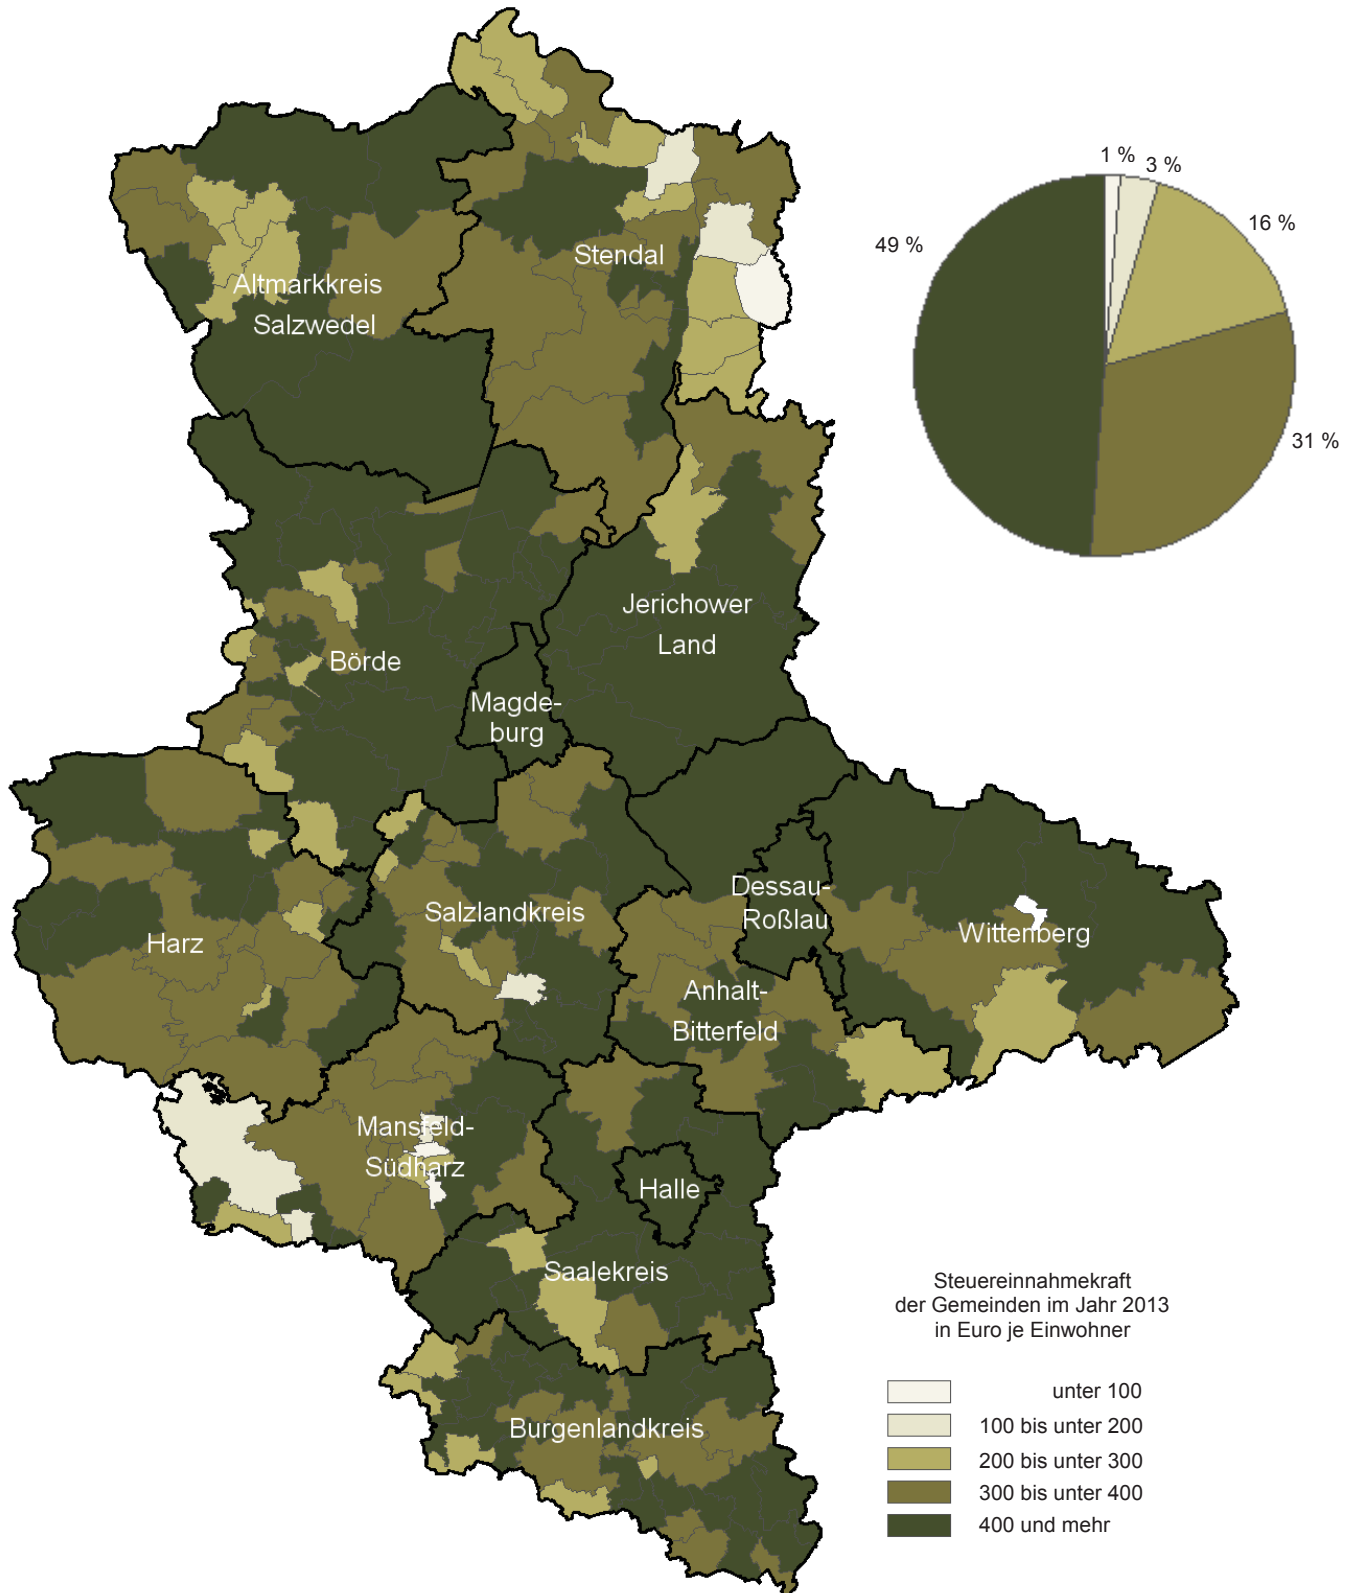 1 %
3 %
16 %
49 %
31 %
Stendal
Altmarkkreis
Salzwedel
Jerichower
Land
Börde
Magde-
burg
Dessau-
Roßlau
Salzlandkreis
Wittenberg
Harz
Anhalt-
Bitterfeld
Mansfeld-
Südharz
Halle
Saalekreis
Burgenlandkreis
Steuereinnahmekraft
der Gemeinden im Jahr 2013
in Euro je Einwohner
unter 100
100 bis unter 200
200 bis unter 300
300 bis unter 400
400 und mehr